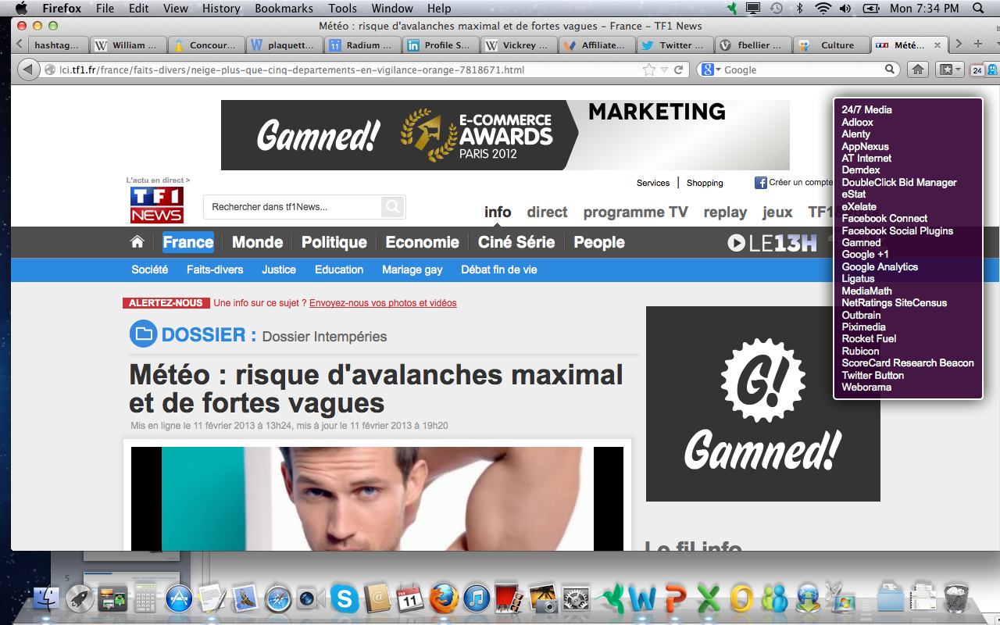 Firefox File Edit View History Bookmarks Tools Window Help
Mon 7:34 PM
Météo : risque d'avalanches maximal et de fortes vagues – France – TF1 News
hashtag...
William ...
Concour...
plaquett...
Radium ...
Profile S...
Vickrey ...
Affiliate...
Twitter ...
fbellier ...
Culture
Mété...
lci.tf1.fr/france/faits-divers/neige-plus-que-cinq-departements-en-vigilance-orange-7818671.html
Google
24
Gamned!
E-COMMERCE
AWARDS
PARIS 2012
MARKETING
L'actu en direct >
TF1
NEWS
Rechercher dans tf1News...
Services
Shopping
Créer un compte
info
direct
programme TV
replay
jeux
France
Monde
Politique
Economie
Ciné Série
People
LE13H
Société
Faits-divers
Justice
Education
Mariage gay
Débat fin de vie
ALERTEZ-NOUS Une info sur ce sujet ? Envoyez-nous vos photos et vidéos
DOSSIER : Dossier Intempéries
Météo : risque d'avalanches maximal
et de fortes vagues
Mis en ligne le 11 février 2013 à 13h24, mis à jour le 11 février 2013 à 19h20
G!
Gamned!
Le fil info
24/7 Media
Adloox
Alenty
AppNexus
AT Internet
Demdex
DoubleClick Bid Manager
eStat
eXelate
Facebook Connect
Facebook Social Plugins
Gamned
Google +1
Google Analytics
Ligatus
MediaMath
NetRatings SiteCensus
Outbrain
Piximedia
Rocket Fuel
Rubicon
ScoreCard Research Beacon
Twitter Button
Weborama
5
FEB
11